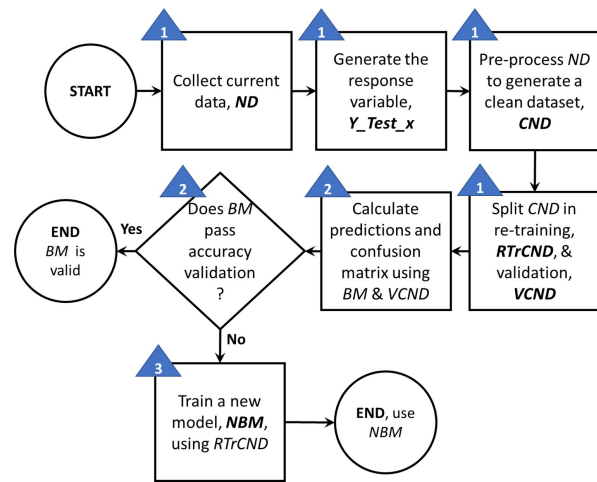 START
1
Collect current
data, ND
1
Generate the
response
variable,
Y_Test_x
1
Pre-process ND
to generate a
clean dataset,
CND
1
Split CND in
re-training,
RTrCND, &
validation,
VCND
2
Calculate
predictions and
confusion
matrix using
BM & VCND
2
Does BM
pass
accuracy
validation
?
Yes
END
BM is
valid
No
3
Train a new
model, NBM,
using RTrCND
END, use
NBM